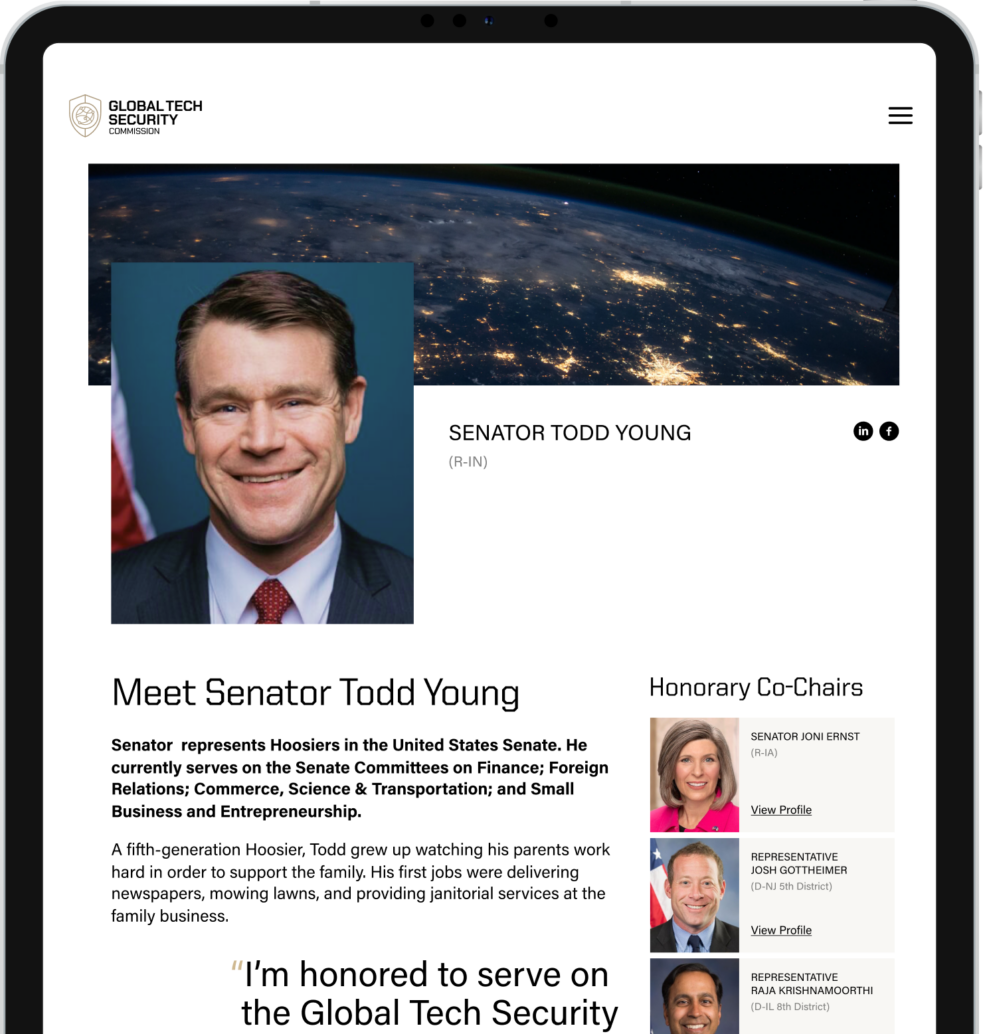 GLOBAL TECH
SECURITY
COMMISSION
SENATOR TODD YOUNG
(R-IN)
in f
Meet Senator Todd Young
Senator  represents Hoosiers in the United States Senate. He
currently serves on the Senate Committees on Finance; Foreign
Relations; Commerce, Science & Transportation; and Small
Business and Entrepreneurship.
A fifth-generation Hoosier, Todd grew up watching his parents work
hard in order to support the family. His first jobs were delivering
newspapers, mowing lawns, and providing janitorial services at the
family business.
“I’m honored to serve on
the Global Tech Security
Honorary Co-Chairs
SENATOR JONI ERNST
(R-IA)
View Profile
REPRESENTATIVE
JOSH GOTTHEIMER
(D-NJ 5th District)
View Profile
REPRESENTATIVE
RAJA KRISHNAMOORTHI
(D-IL 8th District)